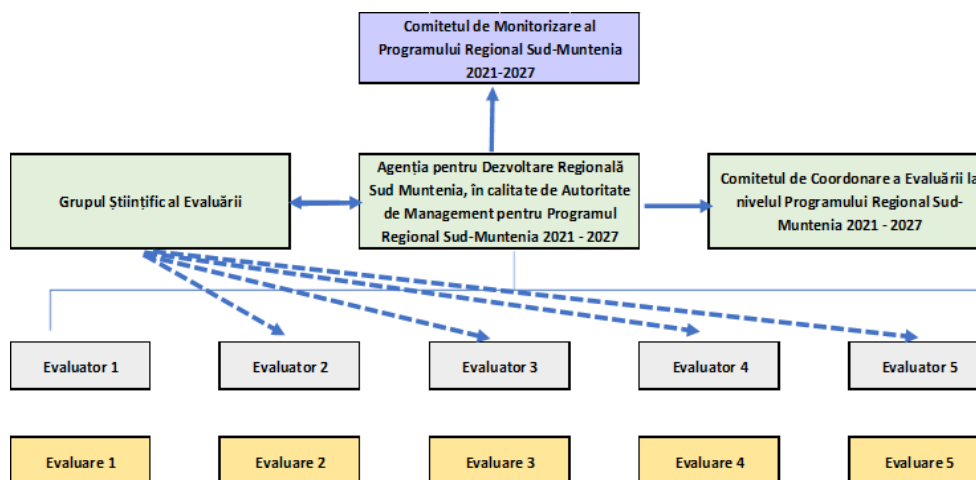 Comitetul de Monitorizare al
Programului Regional Sud-Muntenia
2021-2027
Grupul Științific al Evaluării
Agenția pentru Dezvoltare Regională
Sud Muntenia, în calitate de Autoritate
de Management pentru Programul
Regional Sud-Muntenia 2021 - 2027
Comitetul de Coordonare a Evaluării la
nivelul Programului Regional Sud-
Muntenia 2021 - 2027
Evaluator 1
Evaluator 2
Evaluator 3
Evaluator 4
Evaluator 5
Evaluare 1
Evaluare 2
Evaluare 3
Evaluare 4
Evaluare 5